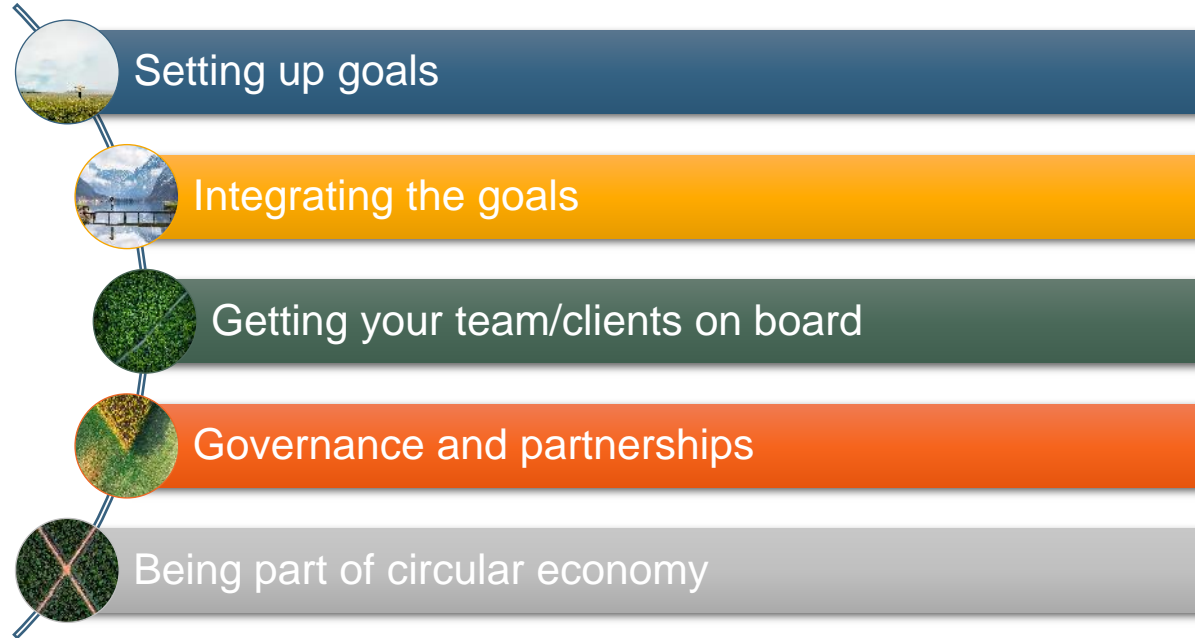 Setting up goals
Integrating the goals
Getting your team/clients on board
Governance and partnerships
Being part of circular economy